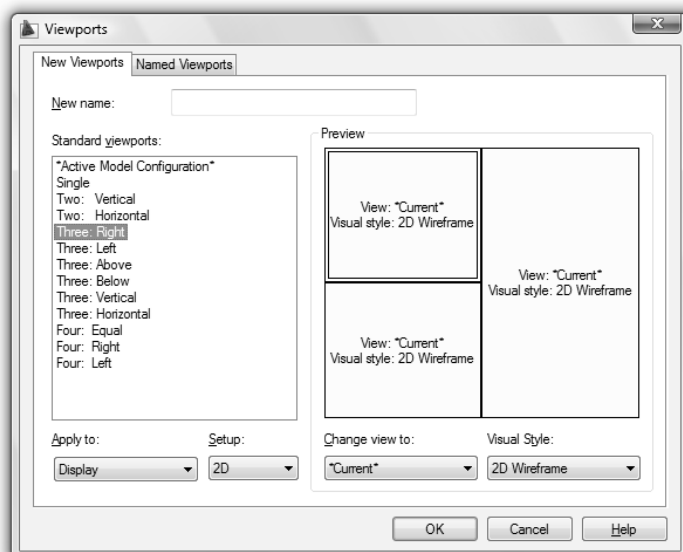 Viewports
New Viewports
Named Viewports
New name:
Standard viewports:
*Active Model Configuration*
Single
Two: Vertical
Two: Horizontal
Three: Right
Three: Left
Three: Above
Three: Below
Three: Vertical
Three: Horizontal
Four: Equal
Four: Right
Four: Left
Preview
View: *Current*
Visual style: 2D Wireframe
View: *Current*
Visual style: 2D Wireframe
View: *Current*
Visual style: 2D Wireframe
Apply to:
Setup:
Change view to:
Visual Style:
Display
2D
*Current*
2D Wireframe
OK
Cancel
Help